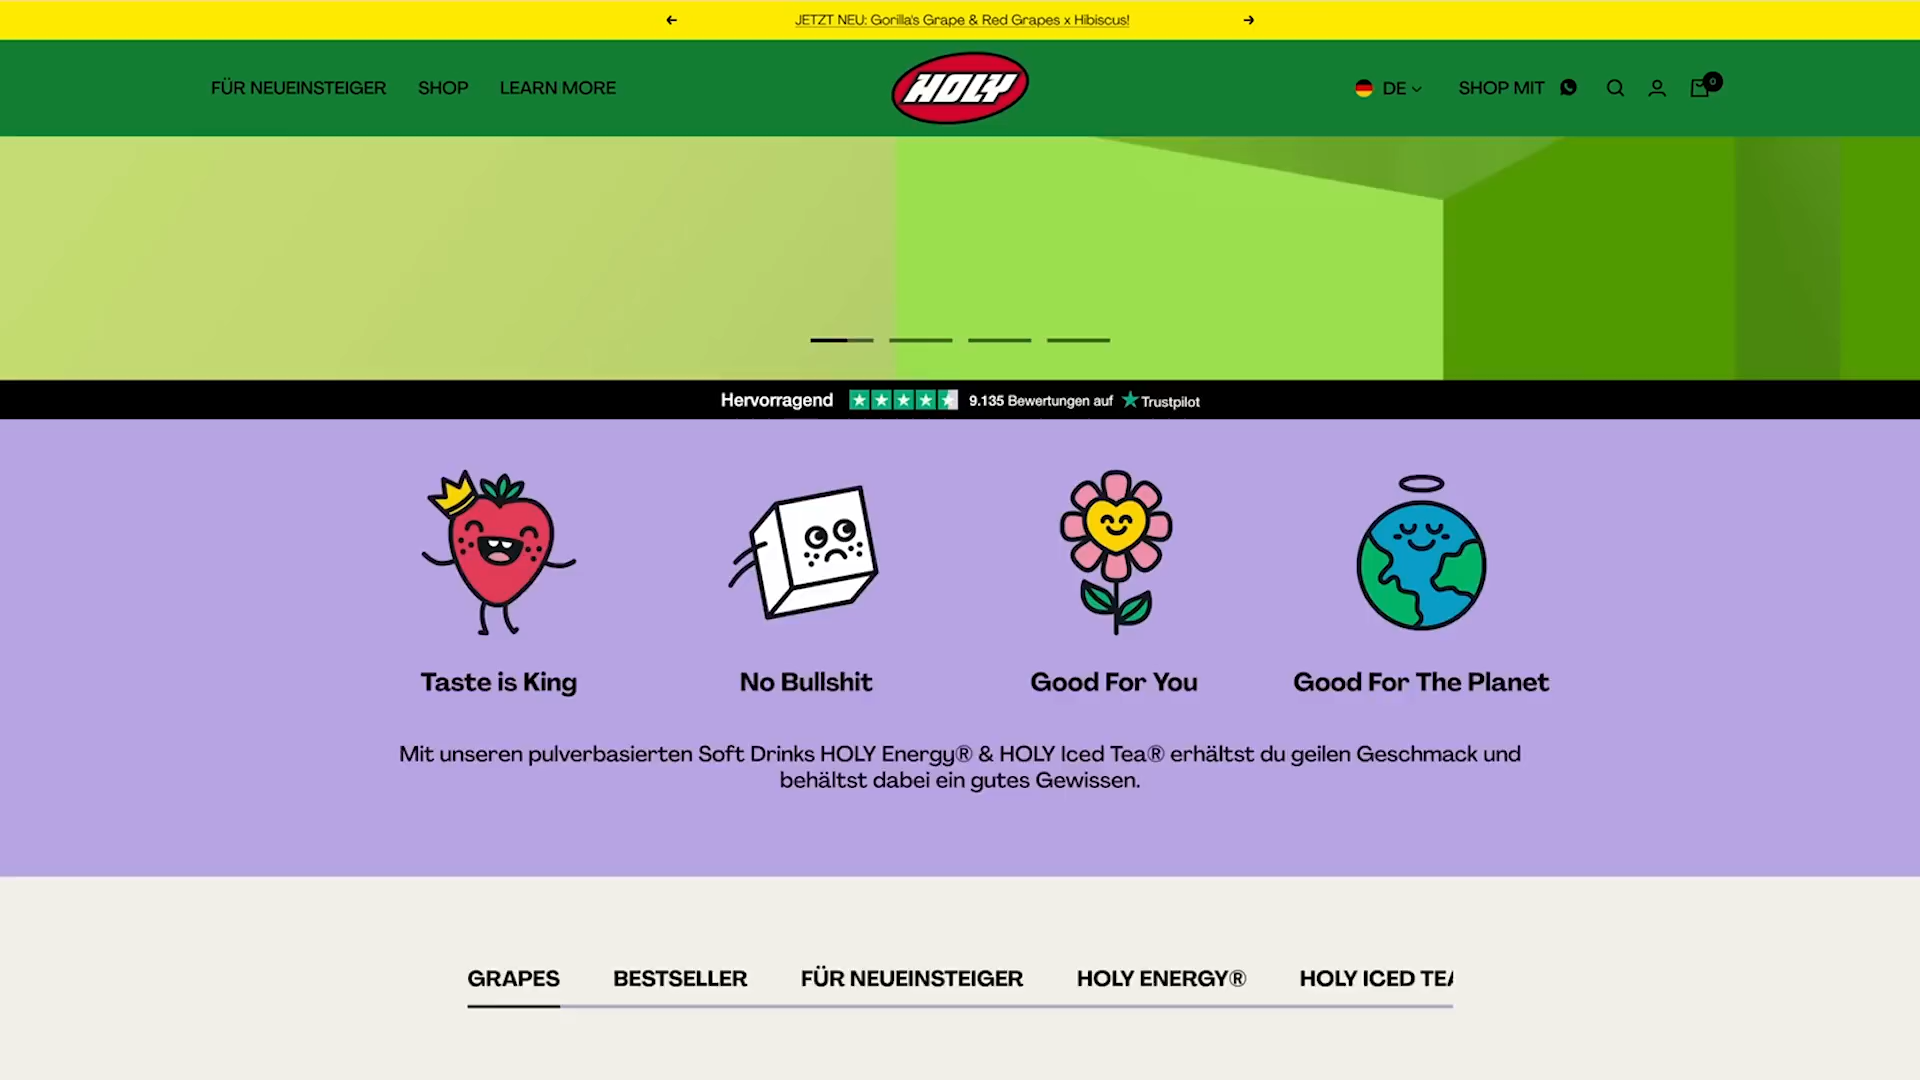 JETZT NEU: Gorilla's Grape & Red Grapes x Hibiscus!
FÜR NEUEINSTEIGER SHOP LEARN MORE HOLY DE SHOP MIT 0
Hervorragend 9.135 Bewertungen auf Trustpilot
Taste is King No Bullshit Good For You Good For The Planet
Mit unseren pulverbasierten Soft Drinks HOLY Energy® & HOLY Iced Tea® erhältst du geilen Geschmack und
behältst dabei ein gutes Gewissen.
GRAPES BESTSELLER FÜR NEUEINSTEIGER HOLY ENERGY® HOLY ICED TEA